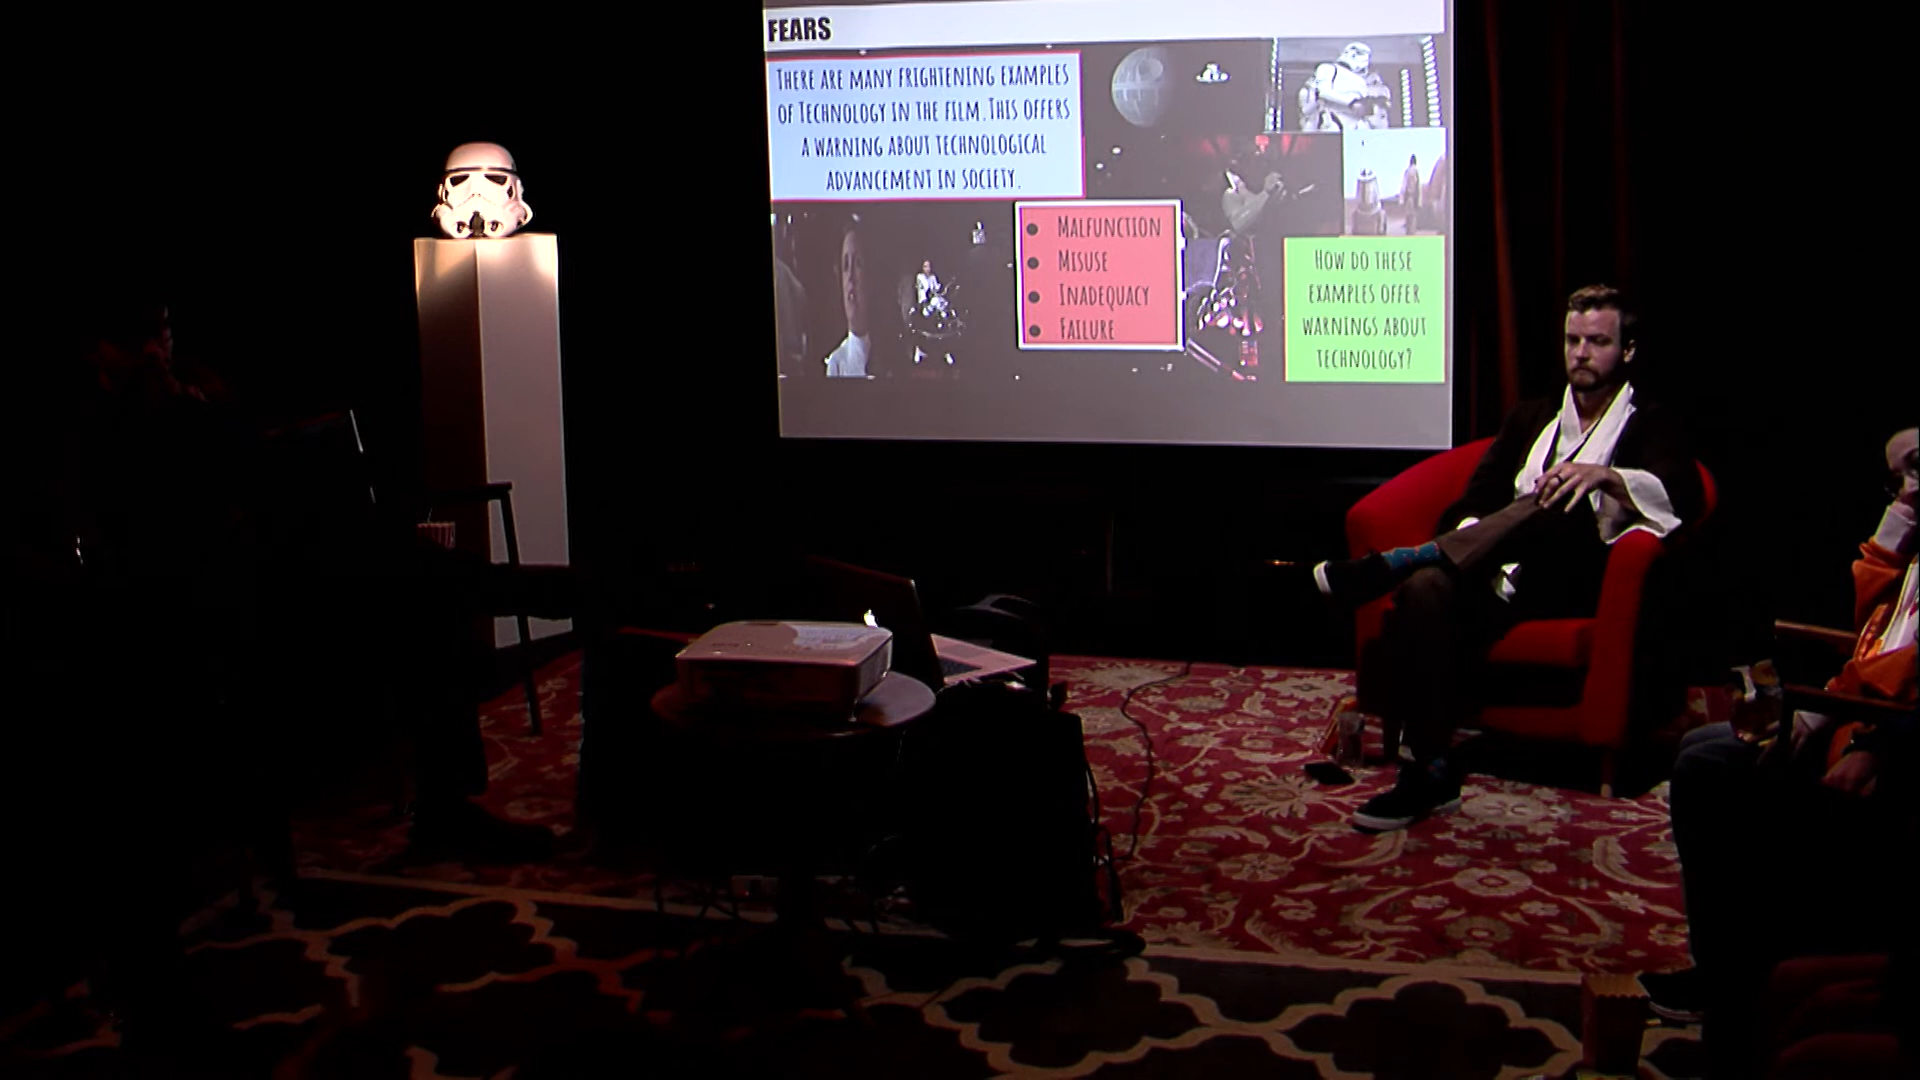 FEARS
THERE ARE MANY FRIGHTENING EXAMPLES
OF TECHNOLOGY IN THE FILM. THIS OFFERS
A WARNING ABOUT TECHNOLOGICAL
ADVANCEMENT IN SOCIETY.
● MALFUNCTION
● MISUSE
● INADEQUACY
● FAILURE
HOW DO THESE
EXAMPLES OFFER
WARNINGS ABOUT
TECHNOLOGY?